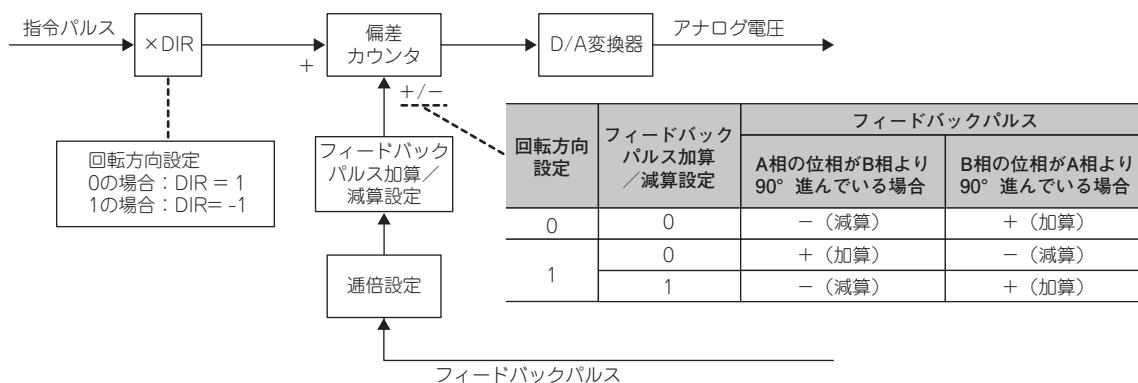 指令パルス
×DIR
+
偏差
カウンタ
D/A変換器
アナログ電圧
+/−
回転方向設定
0の場合：DIR = 1
1の場合：DIR= -1
フィードバック
パルス加算／
減算設定
逓倍設定
フィードバックパルス
回転方向
設定
フィードバック
パルス加算
／減算設定
フィードバックパルス
A相の位相がB相より
90°進んでいる場合
B相の位相がA相より
90°進んでいる場合
0 0 −（減算） +（加算）
1 0 +（加算） −（減算）
1 −（減算） +（加算）